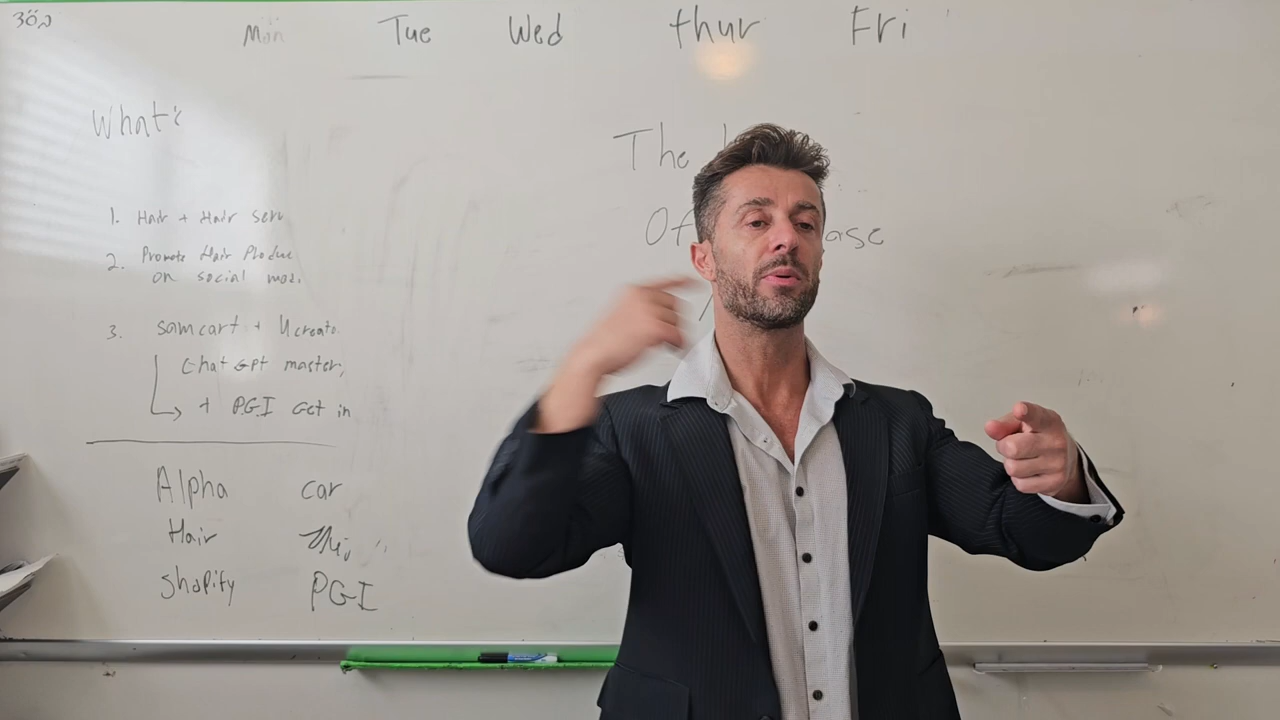 Mon Tue Wed thur Fri
What's
The
Of ase
1. Hair + Hair serv
2. Promote Hair Produc
on social med.
3. samcart + Ucreate
Chat GPt master,
+ PGI Get in
Alpha car
Hair
shopify PGI